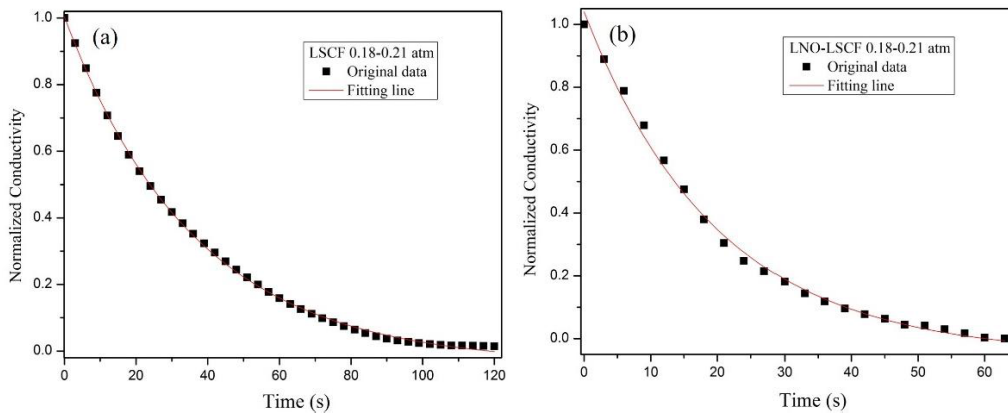 (a)
LSCF 0.18-0.21 atm
Original data
Fitting line
Normalized Conductivity
1.0
0.8
0.6
0.4
0.2
0.0
0 20 40 60 80 100 120
Time (s)
(b)
LNO-LSCF 0.18-0.21 atm
Original data
Fitting line
Normalized Conductivity
1.0
0.8
0.6
0.4
0.2
0.0
0 10 20 30 40 50 60
Time (s)